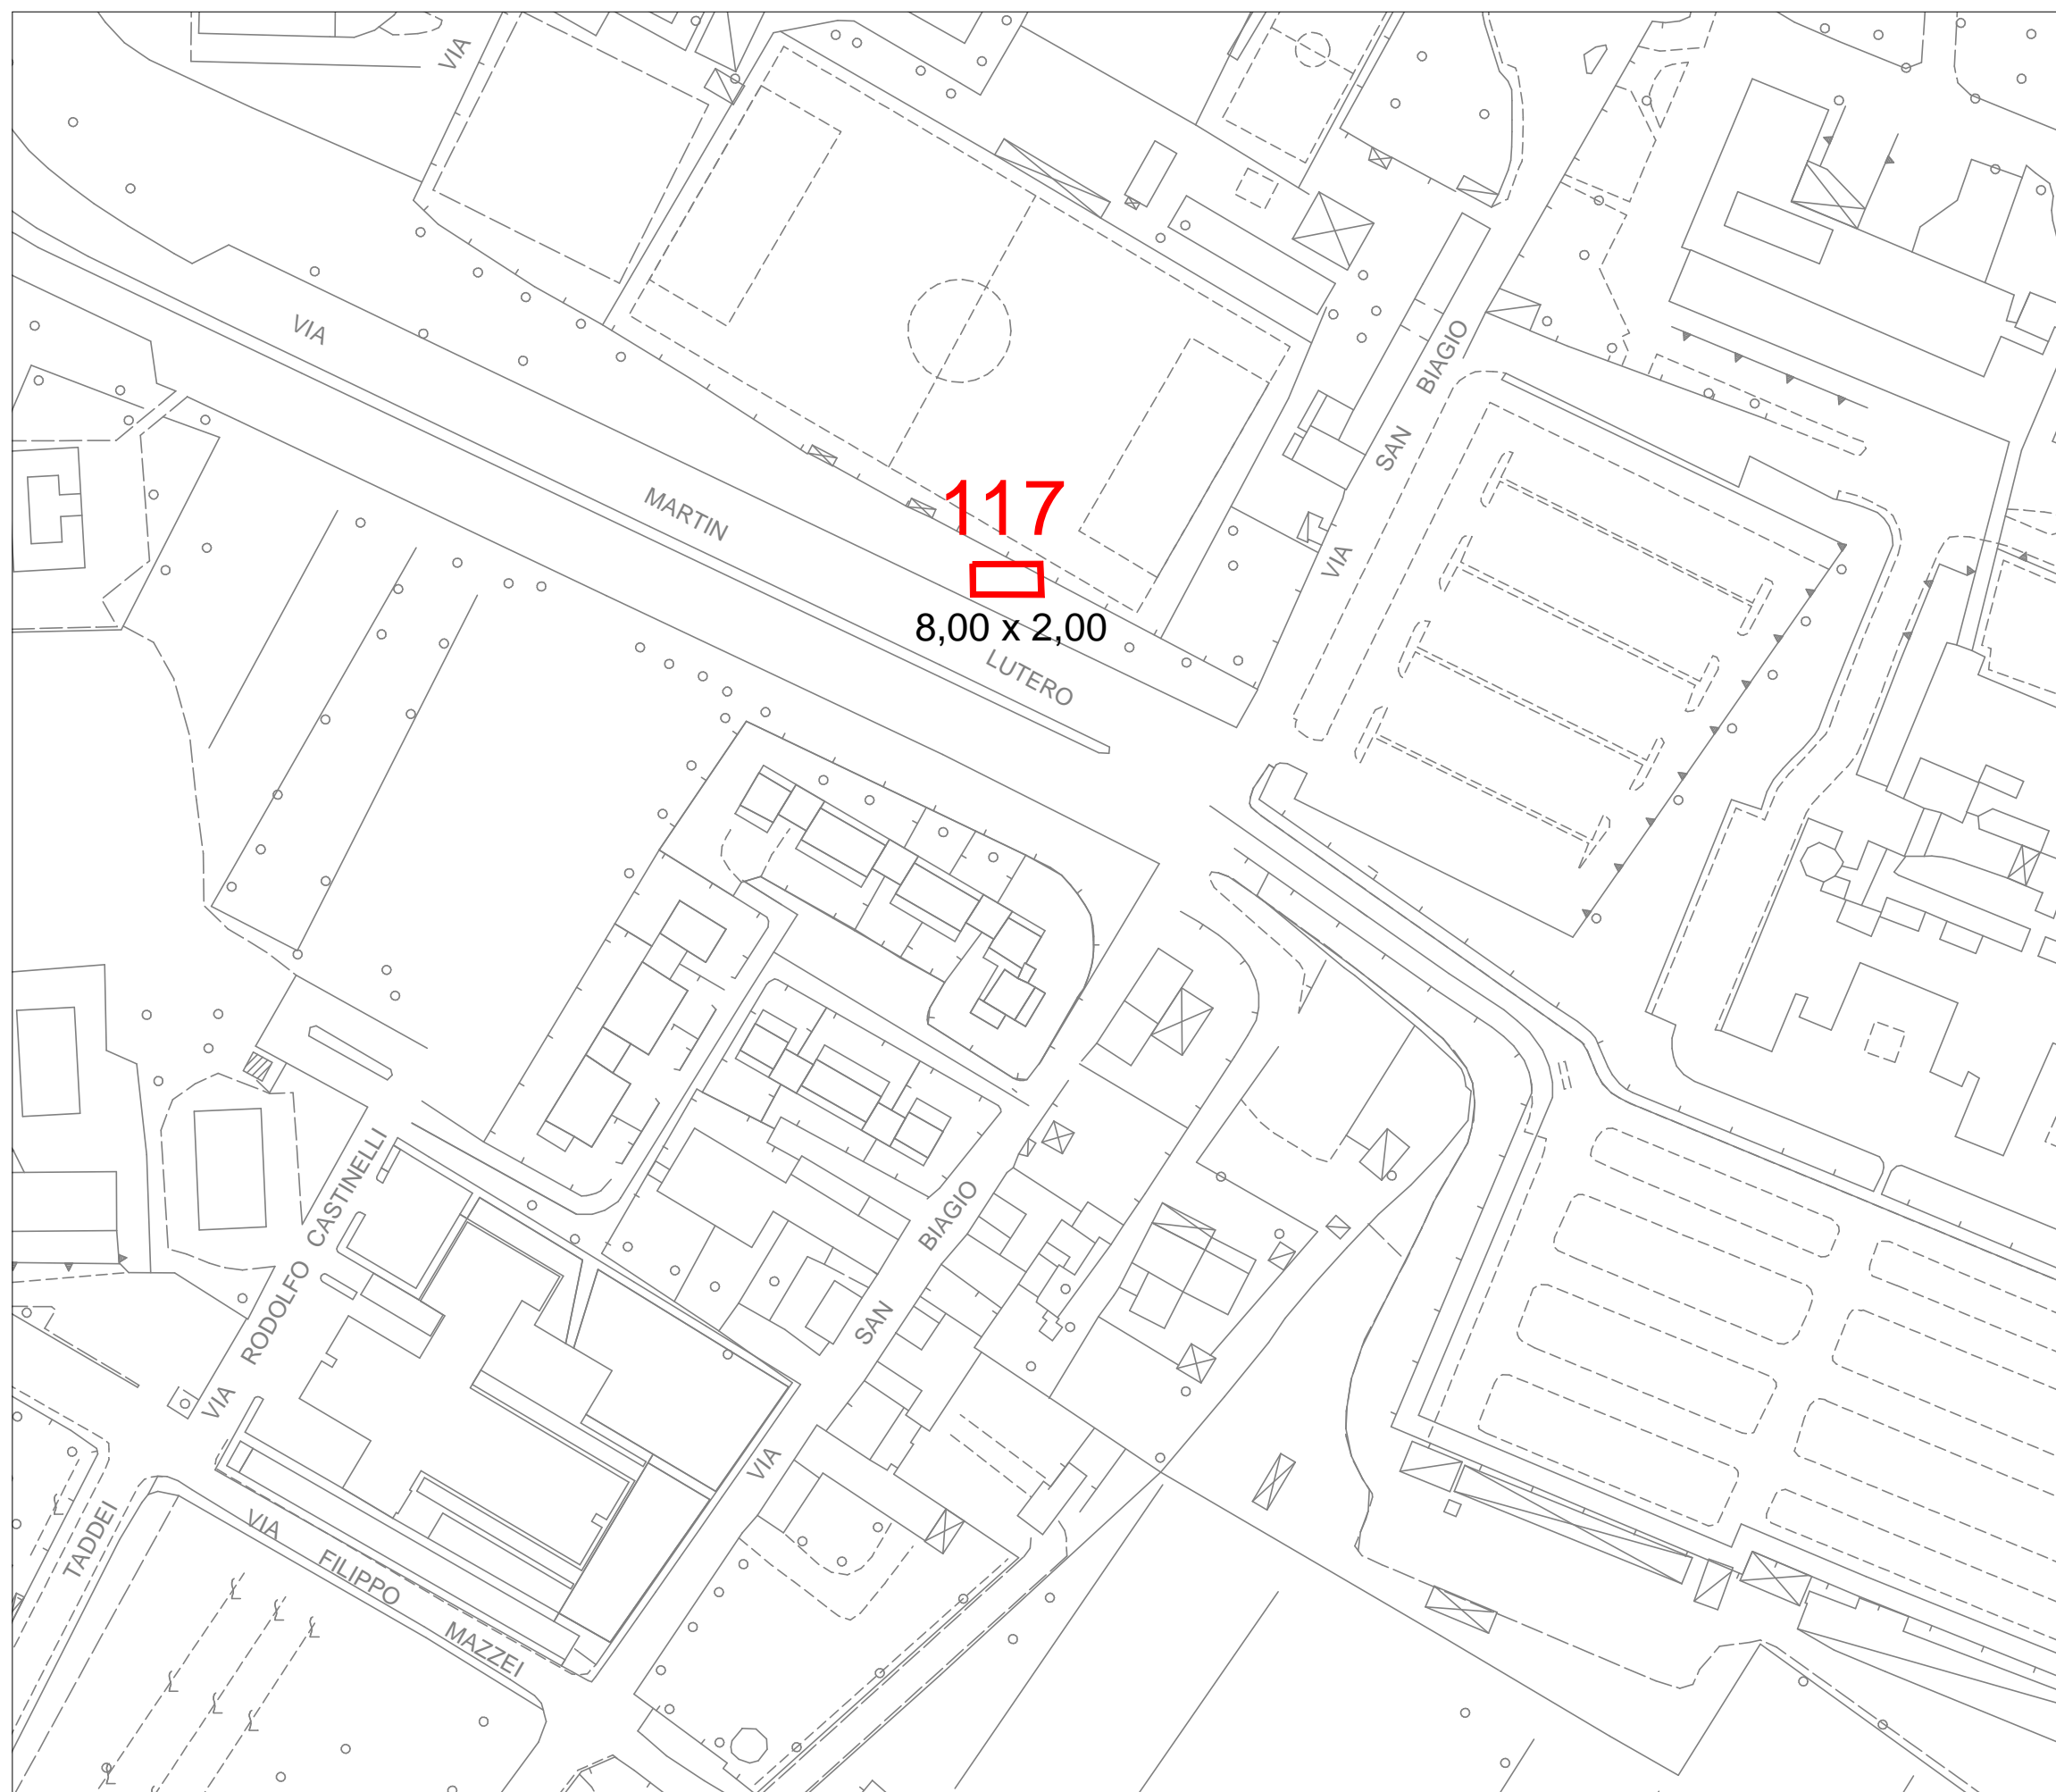 VIA
VIA
SAN BIAGIO
VIA
MARTIN
117
8,00 x 2,00
LUTERO
VIA RODOLFO CASTINELLI
VIA SAN BIAGIO
TADDEI
VIA
FILIPPO
MAZZEI